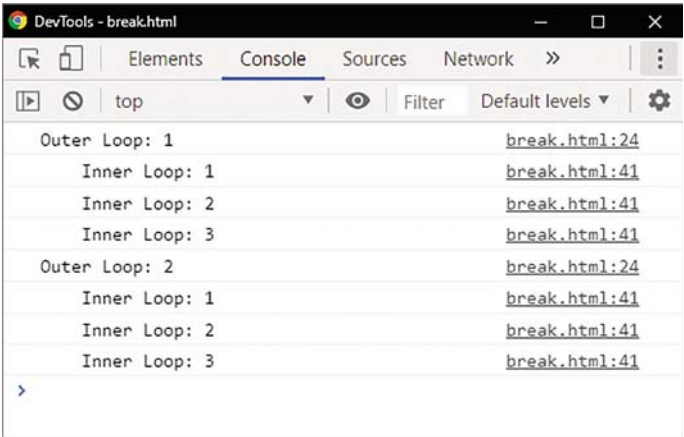 DevTools - break.html
Elements Console Sources Network »
top Filter Default levels
Outer Loop: 1 break.html:24
Inner Loop: 1 break.html:41
Inner Loop: 2 break.html:41
Inner Loop: 3 break.html:41
Outer Loop: 2 break.html:24
Inner Loop: 1 break.html:41
Inner Loop: 2 break.html:41
Inner Loop: 3 break.html:41
>